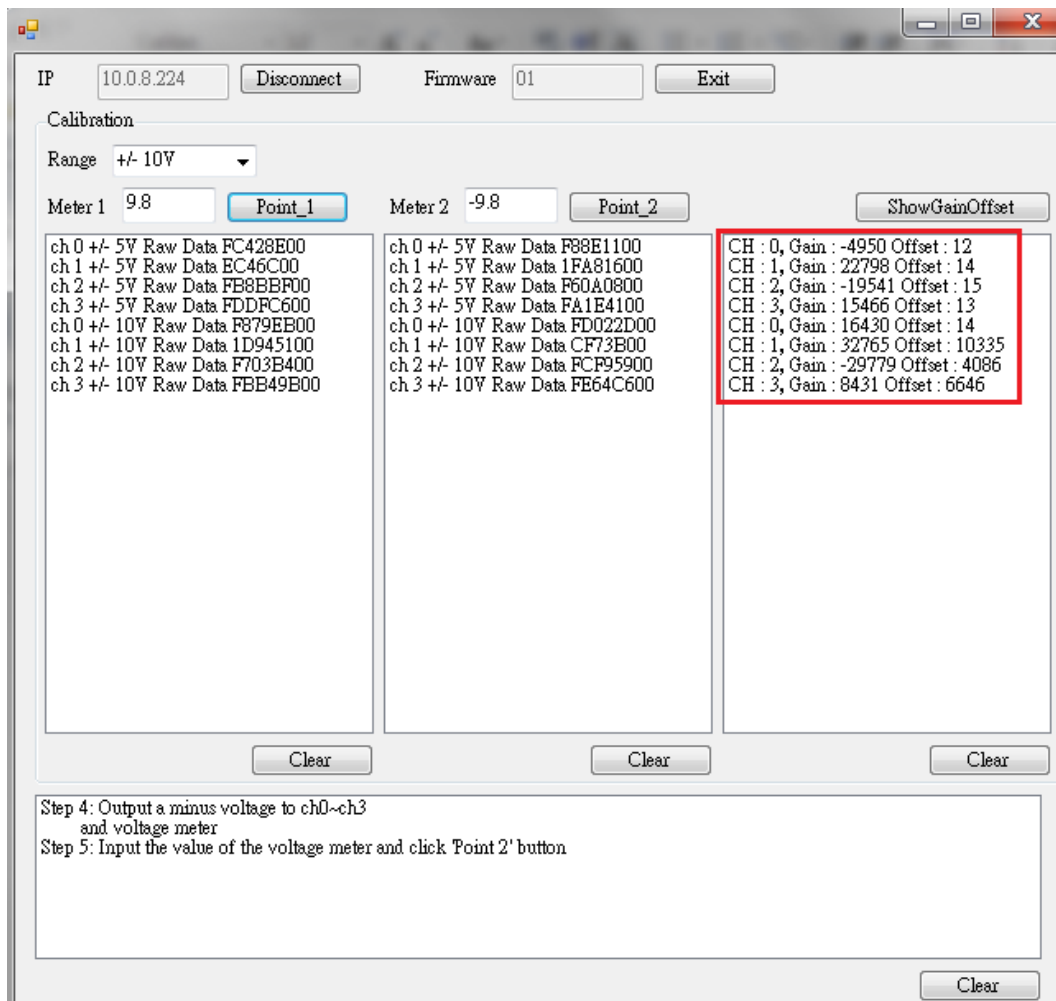 IP 10.0.8.224 Disconnect Firmware 01 Exit
Calibration
Range +/- 10V
Meter 1 9.8 Point_1 Meter 2 -9.8 Point_2 ShowGainOffset
ch 0 +/- 5V Raw Data FC428E00
ch 1 +/- 5V Raw Data EC46C00
ch 2 +/- 5V Raw Data FB8BBF00
ch 3 +/- 5V Raw Data FDDFC600
ch 0 +/- 10V Raw Data F879EB00
ch 1 +/- 10V Raw Data 1D945100
ch 2 +/- 10V Raw Data F703B400
ch 3 +/- 10V Raw Data FBB49B00
ch 0 +/- 5V Raw Data F88E1100
ch 1 +/- 5V Raw Data 1FA81600
ch 2 +/- 5V Raw Data F60A0800
ch 3 +/- 5V Raw Data FA1E4100
ch 0 +/- 10V Raw Data FD022D00
ch 1 +/- 10V Raw Data CF73B00
ch 2 +/- 10V Raw Data FCF95900
ch 3 +/- 10V Raw Data FE64C600
CH : 0, Gain : -4950 Offset : 12
CH : 1, Gain : 22798 Offset : 14
CH : 2, Gain : -19541 Offset : 15
CH : 3, Gain : 15466 Offset : 13
CH : 0, Gain : 16430 Offset : 14
CH : 1, Gain : 32765 Offset : 10335
CH : 2, Gain : -29779 Offset : 4086
CH : 3, Gain : 8431 Offset : 6646
Clear Clear Clear
Step 4: Output a minus voltage to ch0~ch3
and voltage meter
Step 5: Input the value of the voltage meter and click 'Point 2' button
Clear